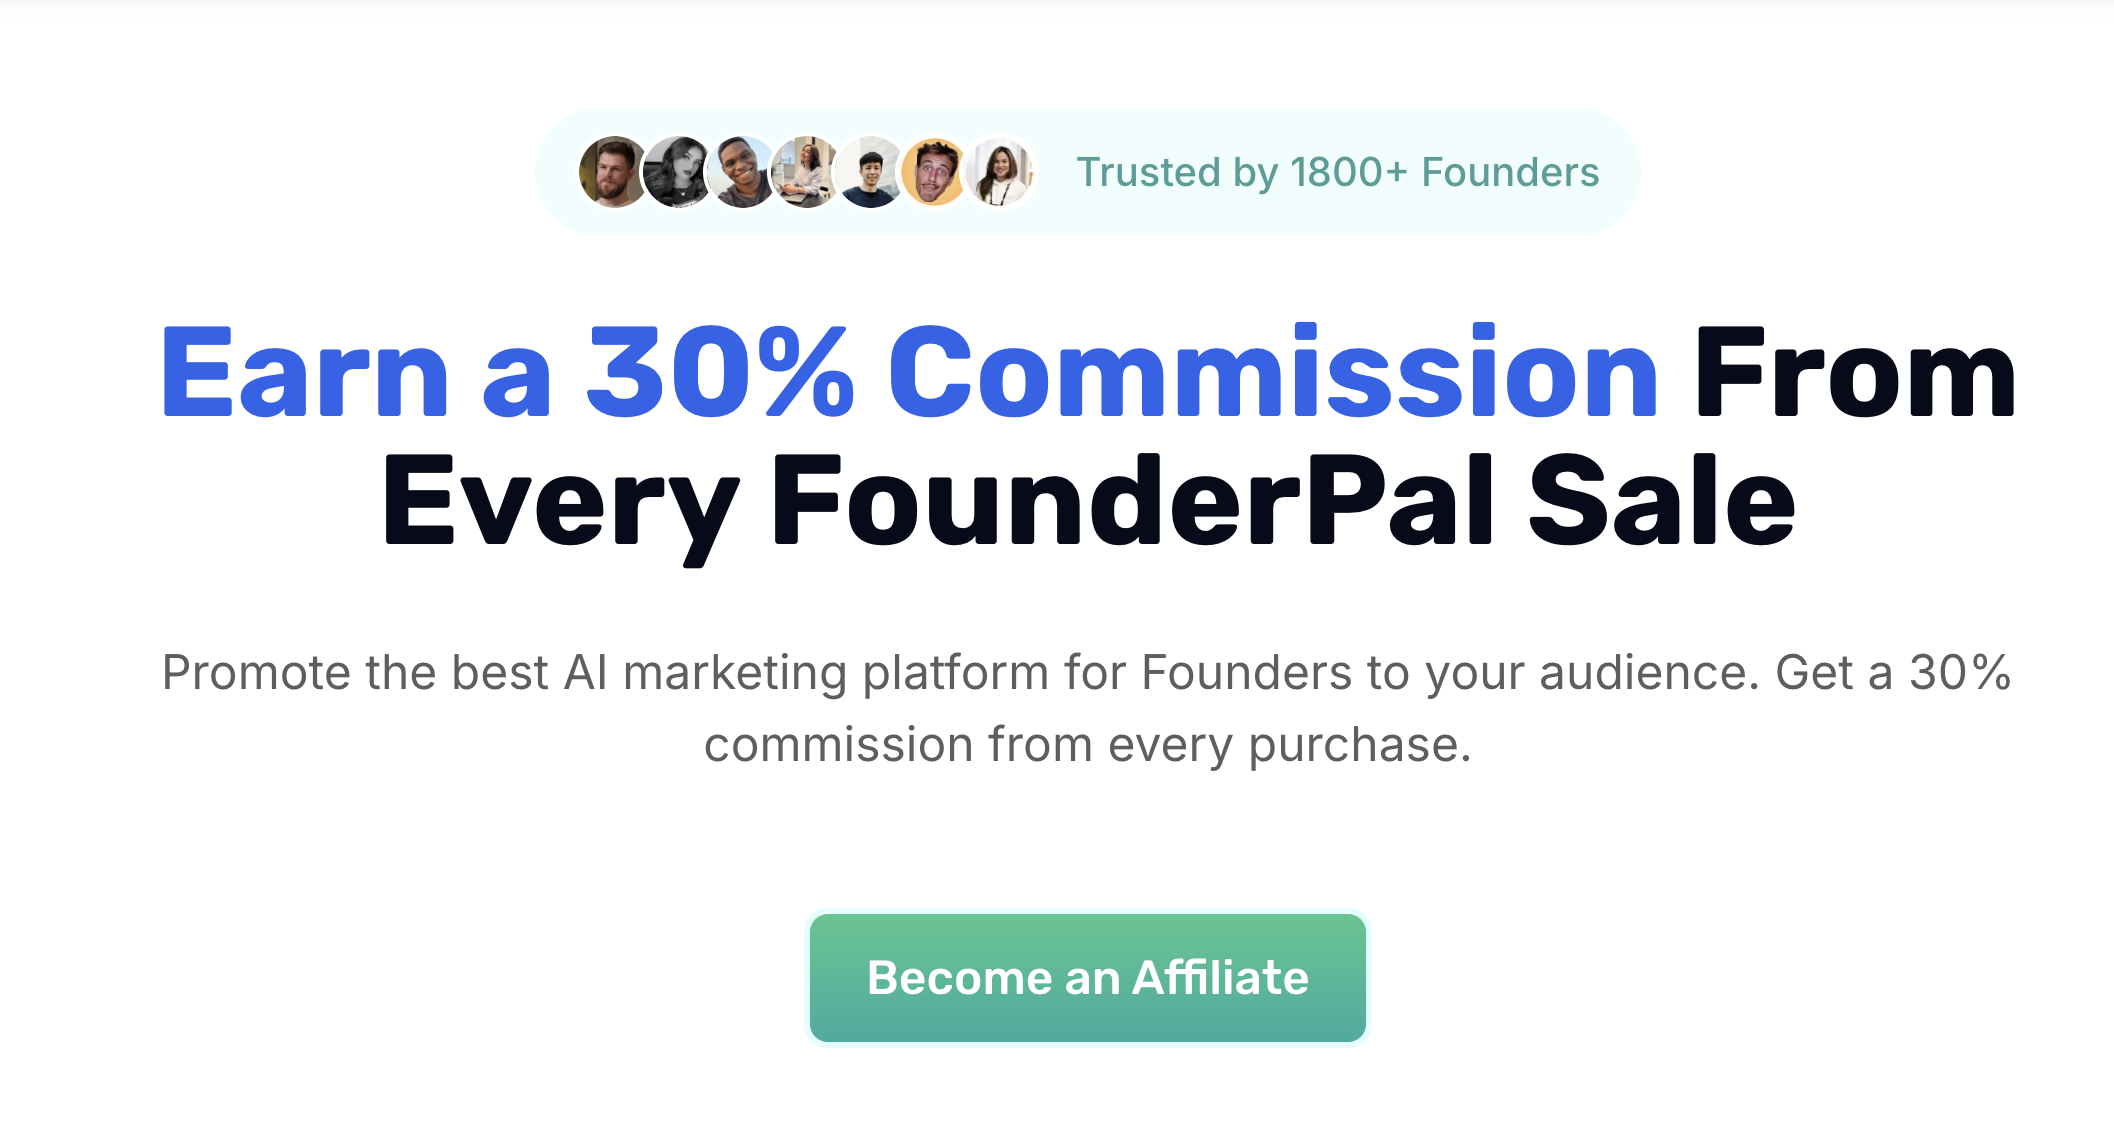 Trusted by 1800+ Founders
Earn a 30% Commission From
Every FounderPal Sale
Promote the best AI marketing platform for Founders to your audience. Get a 30%
commission from every purchase.
Become an Affiliate